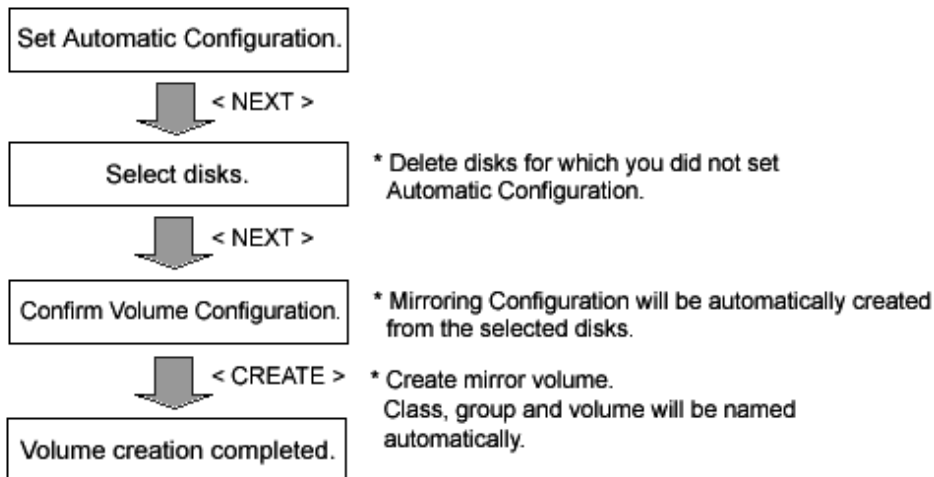 Set Automatic Configuration.
< NEXT >
Select disks.
* Delete disks for which you did not set
Automatic Configuration.
< NEXT >
Confirm Volume Configuration.
* Mirroring Configuration will be automatically created
from the selected disks.
< CREATE >
* Create mirror volume.
Class, group and volume will be named
automatically.
Volume creation completed.